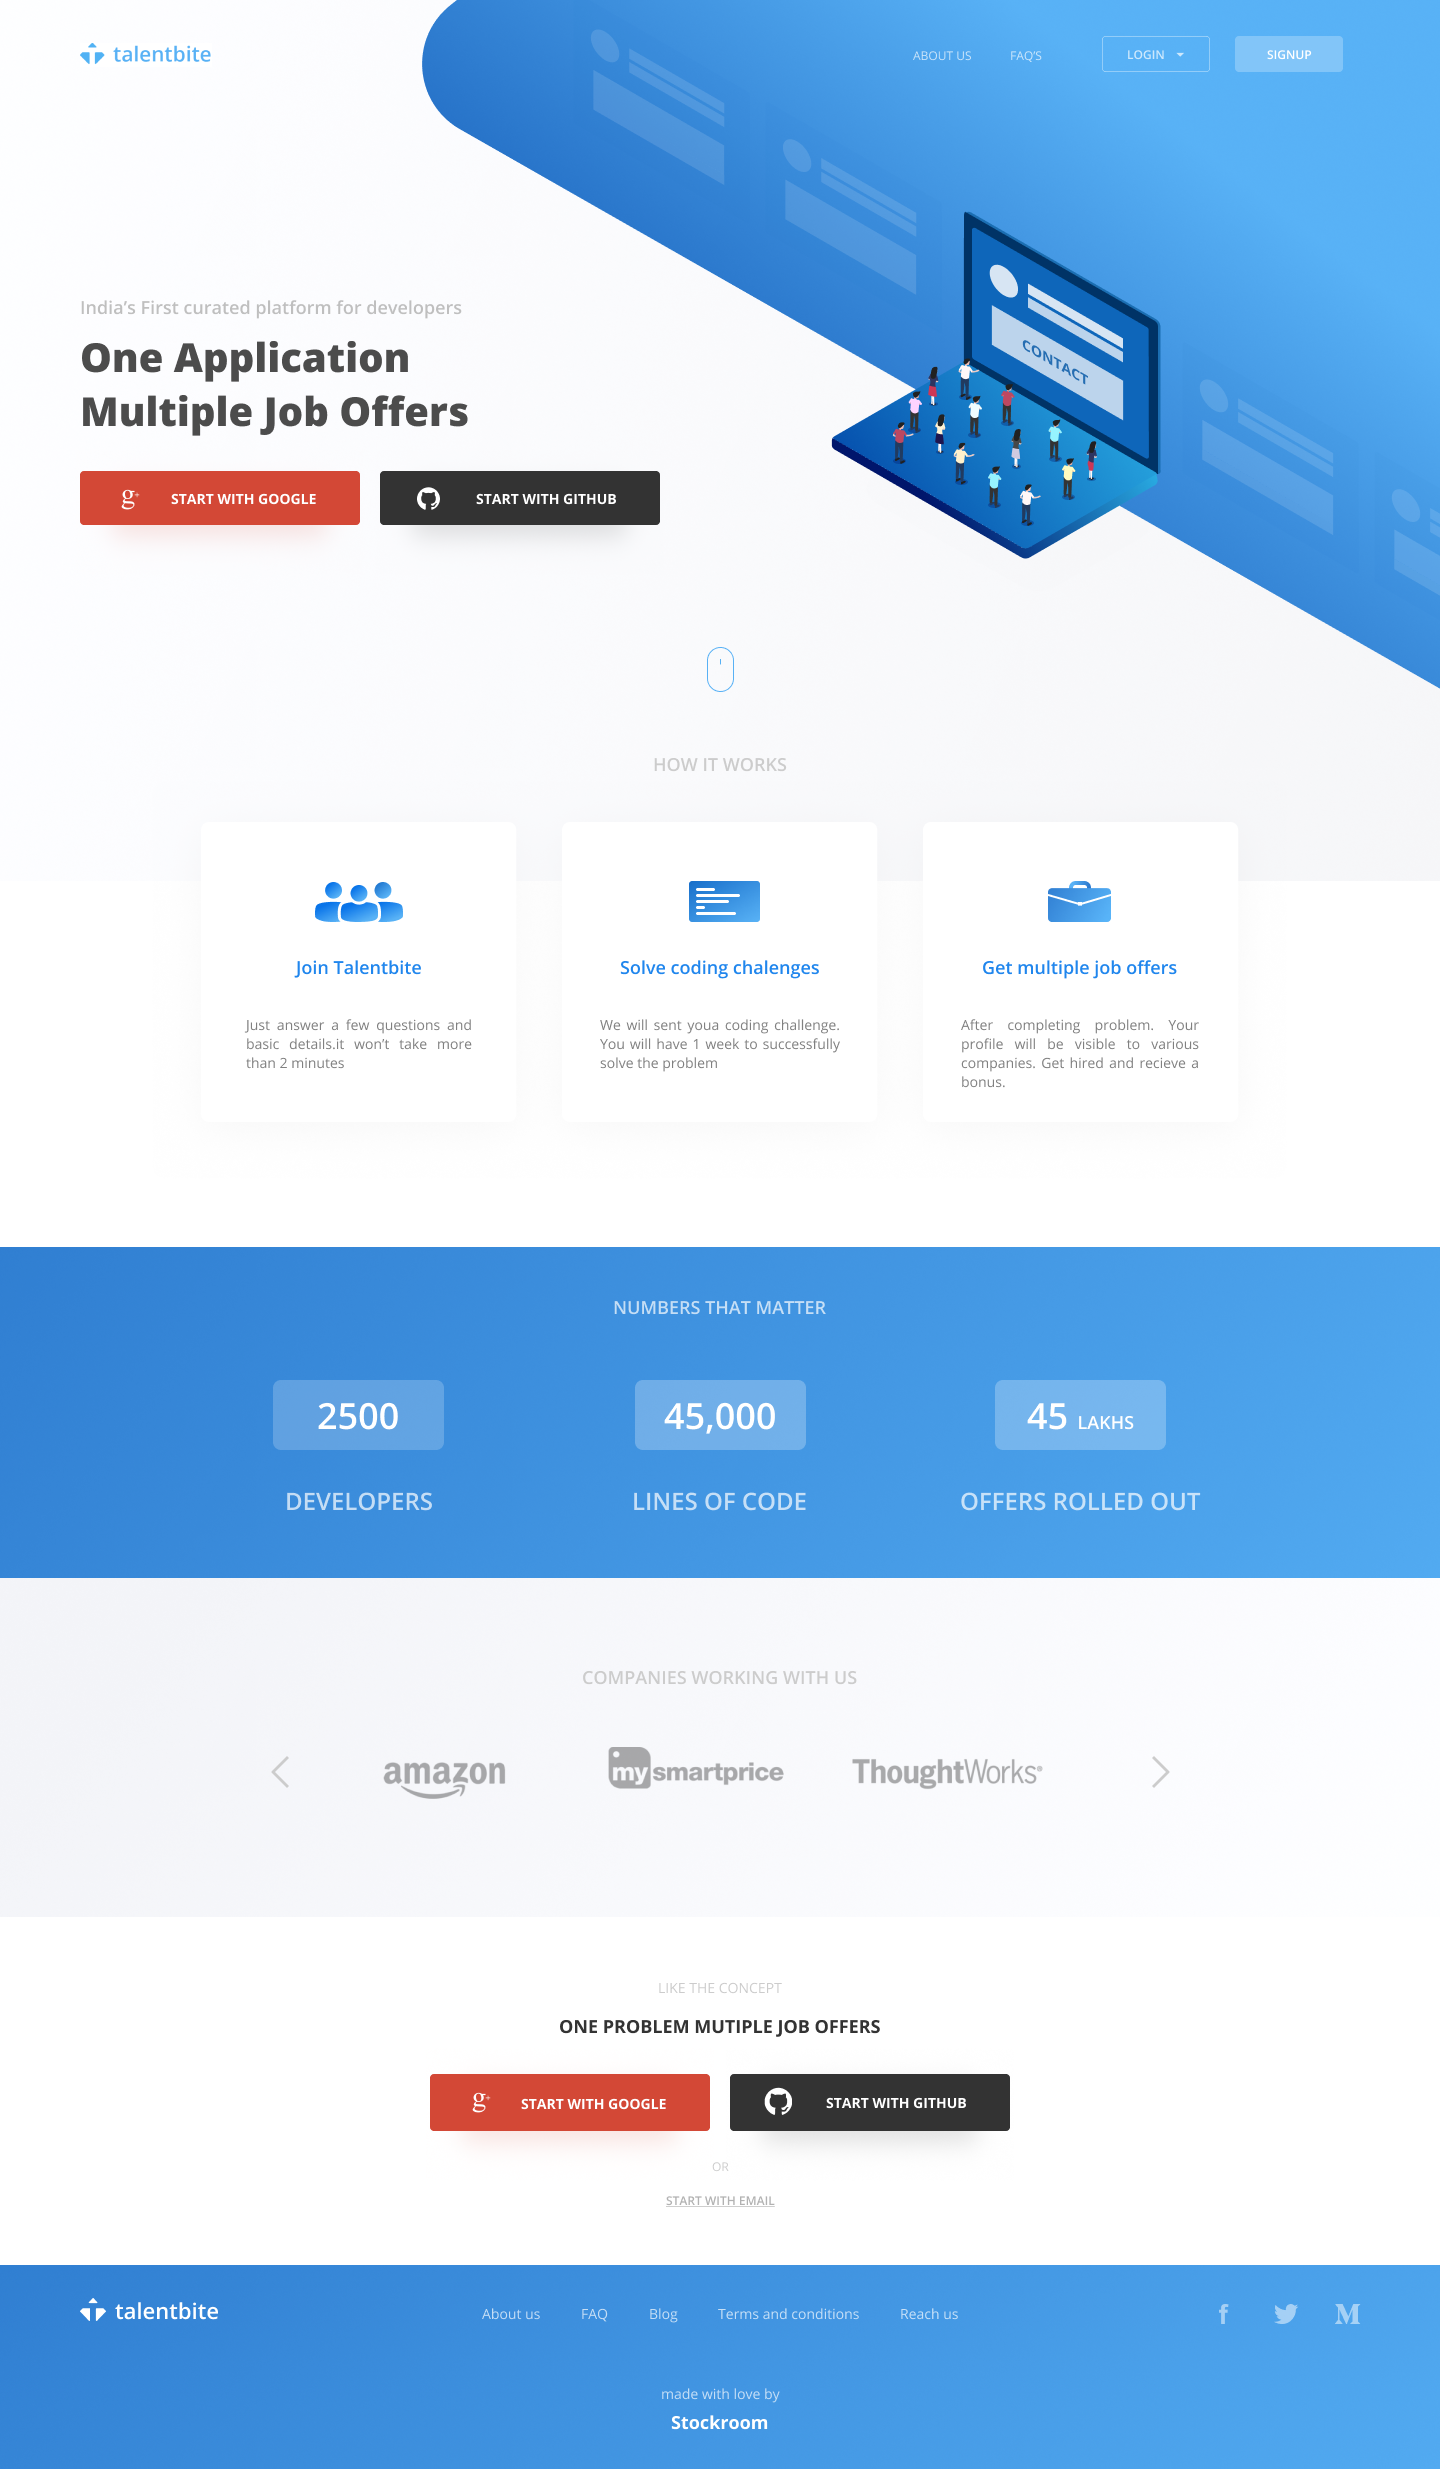 talentbite
ABOUT US
FAQ'S
LOGIN
SIGNUP
India's First curated platform for developers
One Application
Multiple Job Offers
CONTACT
g+ START WITH GOOGLE
START WITH GITHUB
HOW IT WORKS
Join Talentbite
Just answer a few questions and
basic details.it won't take more
than 2 minutes
Solve coding chalenges
We will sent youa coding challenge.
You will have 1 week to successfully
solve the problem
Get multiple job offers
After completing problem. Your
profile will be visible to various
companies. Get hired and recieve a
bonus.
NUMBERS THAT MATTER
2500
DEVELOPERS
45,000
LINES OF CODE
45 LAKHS
OFFERS ROLLED OUT
COMPANIES WORKING WITH US
amazon
mysmartprice
ThoughtWorks®
LIKE THE CONCEPT
ONE PROBLEM MUTIPLE JOB OFFERS
g+ START WITH GOOGLE
START WITH GITHUB
OR
START WITH EMAIL
talentbite
About us
FAQ
Blog
Terms and conditions
Reach us
f
M
made with love by
Stockroom